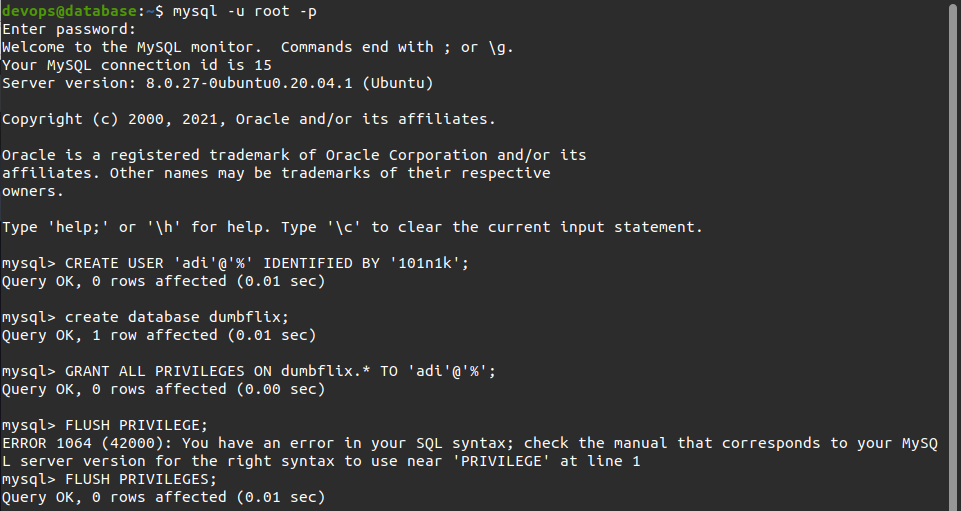 devops@database:~$ mysql -u root -p
Enter password:
Welcome to the MySQL monitor.  Commands end with ; or \g.
Your MySQL connection id is 15
Server version: 8.0.27-0ubuntu0.20.04.1 (Ubuntu)
Copyright (c) 2000, 2021, Oracle and/or its affiliates.
Oracle is a registered trademark of Oracle Corporation and/or its
affiliates. Other names may be trademarks of their respective
owners.
Type 'help;' or '\h' for help. Type '\c' to clear the current input statement.
mysql> CREATE USER 'adi'@'%' IDENTIFIED BY '101n1k';
Query OK, 0 rows affected (0.01 sec)
mysql> create database dumbflix;
Query OK, 1 row affected (0.01 sec)
mysql> GRANT ALL PRIVILEGES ON dumbflix.* TO 'adi'@'%';
Query OK, 0 rows affected (0.00 sec)
mysql> FLUSH PRIVILEGE;
ERROR 1064 (42000): You have an error in your SQL syntax; check the manual that corresponds to your MySQ
L server version for the right syntax to use near 'PRIVILEGE' at line 1
mysql> FLUSH PRIVILEGES;
Query OK, 0 rows affected (0.01 sec)